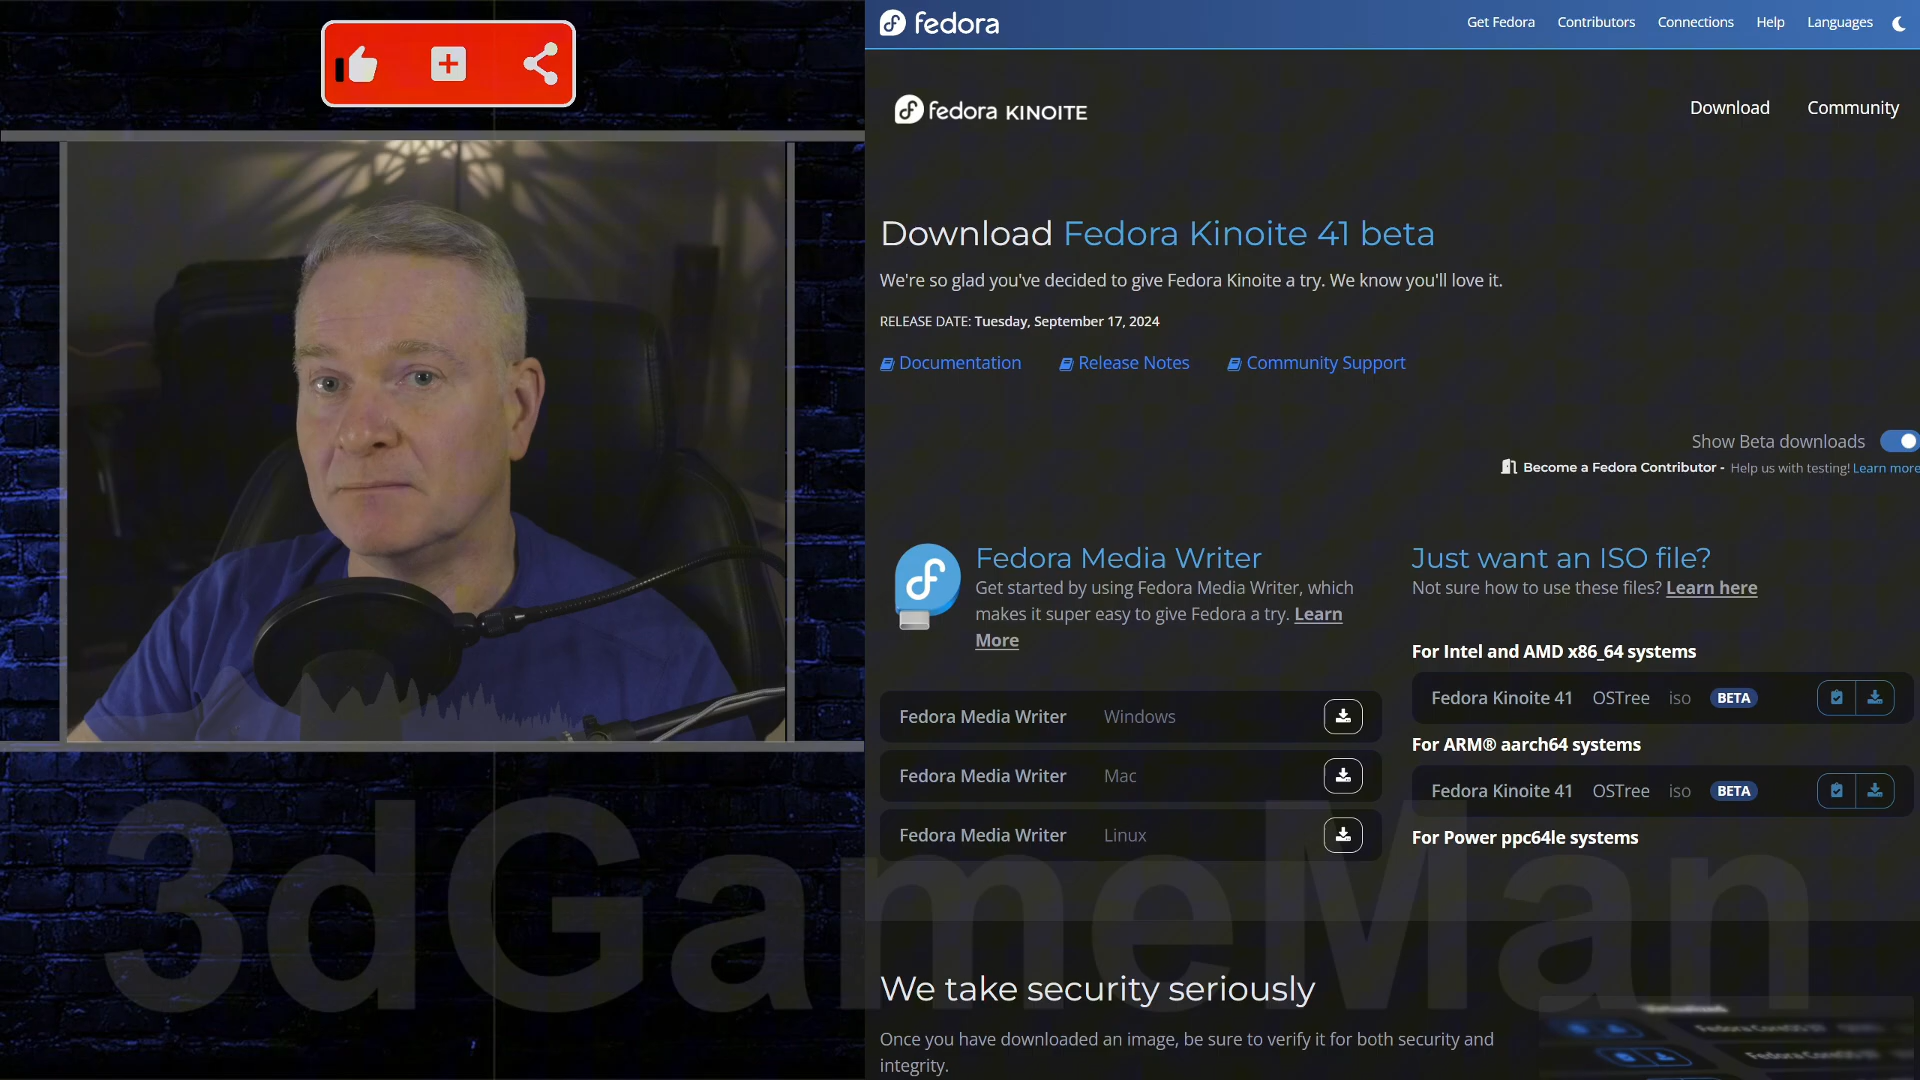 fedora
Get Fedora Contributors Connections Help Languages
fedora KINOITE
Download Community
Download Fedora Kinoite 41 beta
We're so glad you've decided to give Fedora Kinoite a try. We know you'll love it.
RELEASE DATE: Tuesday, September 17, 2024
Documentation Release Notes Community Support
Show Beta downloads
Become a Fedora Contributor - Help us with testing! Learn more
Fedora Media Writer
Get started by using Fedora Media Writer, which
makes it super easy to give Fedora a try. Learn
More
Fedora Media Writer Windows
Fedora Media Writer Mac
Fedora Media Writer Linux
Just want an ISO file?
Not sure how to use these files? Learn here
For Intel and AMD x86_64 systems
Fedora Kinoite 41 OSTree iso BETA
For ARM® aarch64 systems
Fedora Kinoite 41 OSTree iso BETA
For Power ppc64le systems
3dGameMan
We take security seriously
Once you have downloaded an image, be sure to verify it for both security and
integrity.